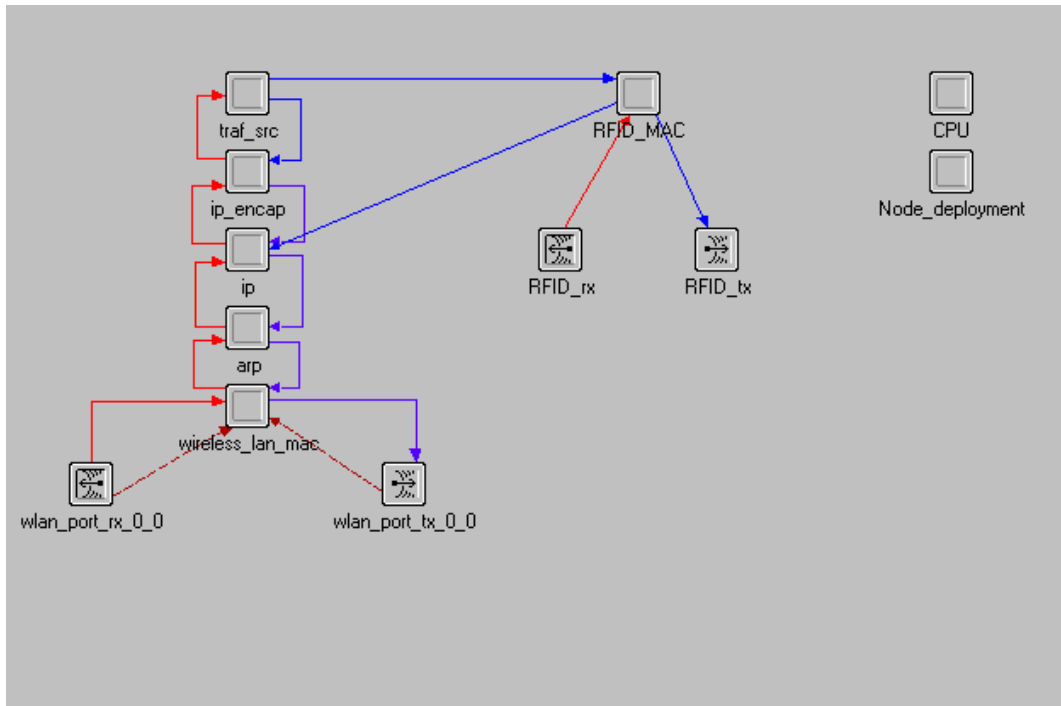 traf_src
RFID_MAC
CPU
ip_encap
Node_deployment
ip
RFID_rx
RFID_tx
arp
wireless_lan_mac
wlan_port_rx_0_0
wlan_port_tx_0_0